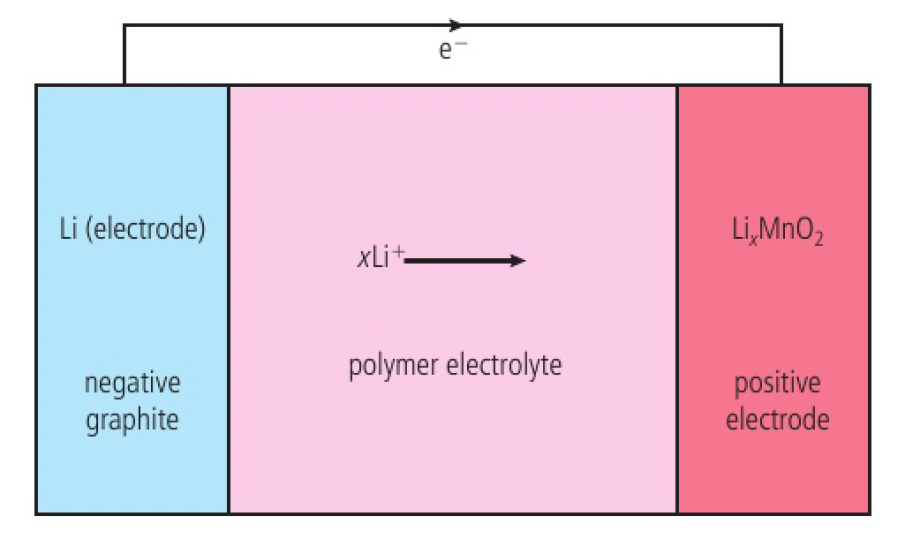 e⁻
Li (electrode)
xLi⁺
LiₓMnO₂
polymer electrolyte
negative
graphite
positive
electrode